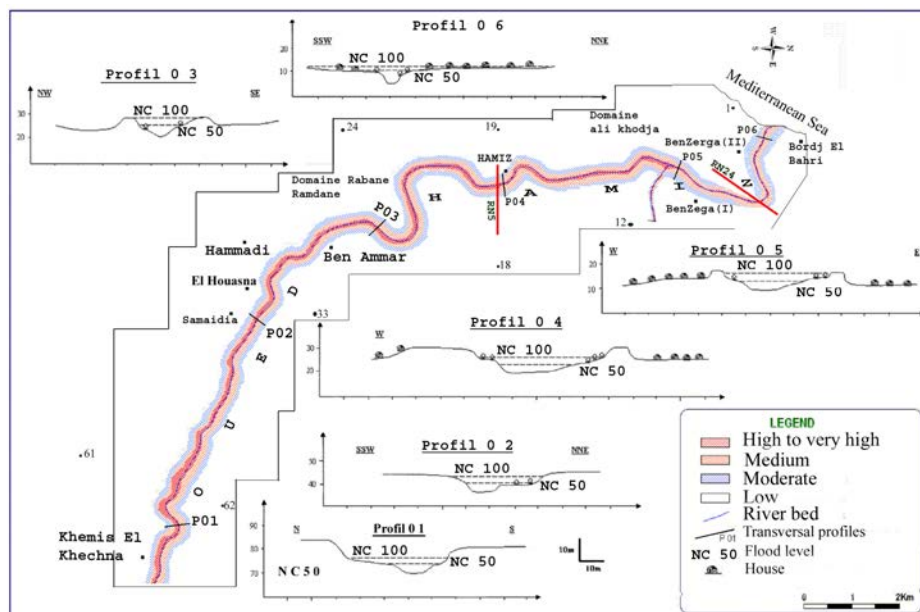 Profil 0 6
SSW
NNE
20
10
NC 100
NC 50
Profil 0 3
NW
SE
30
20
NC 100
NC 50
W
N
S
E
Mediterranean Sea
24
19
1
Domaine
ali khodja
BenZerga(II)
P06
Bordj El
Bahri
HAMIZ
P05
RN24
Domaine Rabane
Ramdane
P04
RN5
BenZega(I)
12
P03
H A M I Z
Hammadi
Ben Ammar
18
El Houasna
Samaidia
P02
33
O U E D
Profil 0 5
W
E
20
10
NC 100
NC 50
Profil 0 4
W
30
20
NC 100
NC 50
61
62
P01
Khemis El
Khechna
Profil 0 2
SSW
NNE
50
40
NC 100
NC 50
Profil 0 1
N
S
90
80
70
NC 100
NC 50
NC50
10m
10m
LEGEND
High to very high
Medium
Moderate
Low
River bed
P 01
Transversal profiles
NC 50
Flood level
House
0 1 2Km